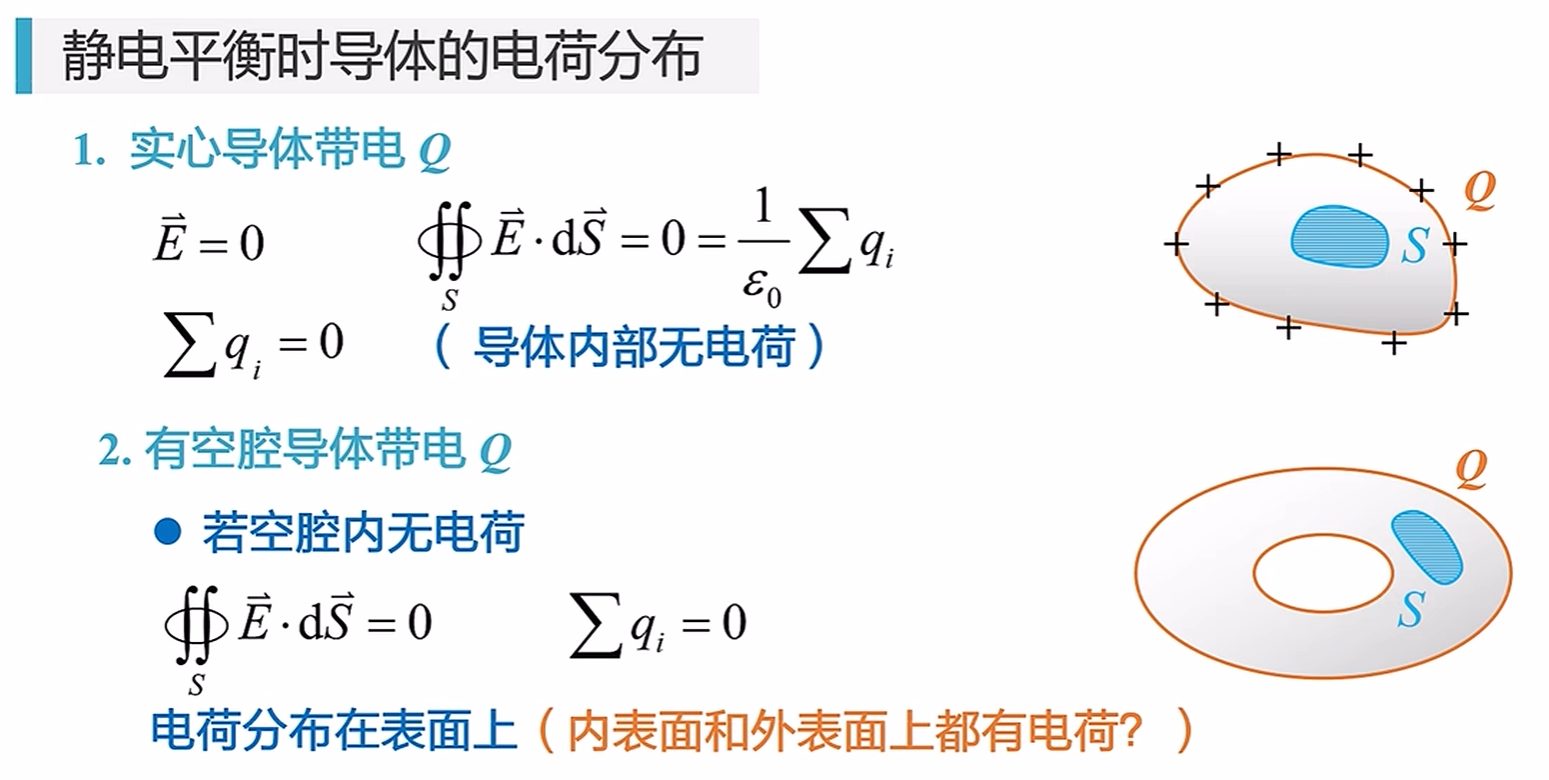 静电平衡时导体的电荷分布
1. 实心导体带电 Q
$\vec{E} = 0$ $\oiint_S \vec{E} \cdot d\vec{S} = 0 = \frac{1}{\varepsilon_0} \sum q_i$
$\sum q_i = 0$ （ 导体内部无电荷）
Q
S
2. 有空腔导体带电 Q
● 若空腔内无电荷
$\oiint_S \vec{E} \cdot d\vec{S} = 0$ $\sum q_i = 0$
Q
S
电荷分布在表面上（内表面和外表面上都有电荷？ ）